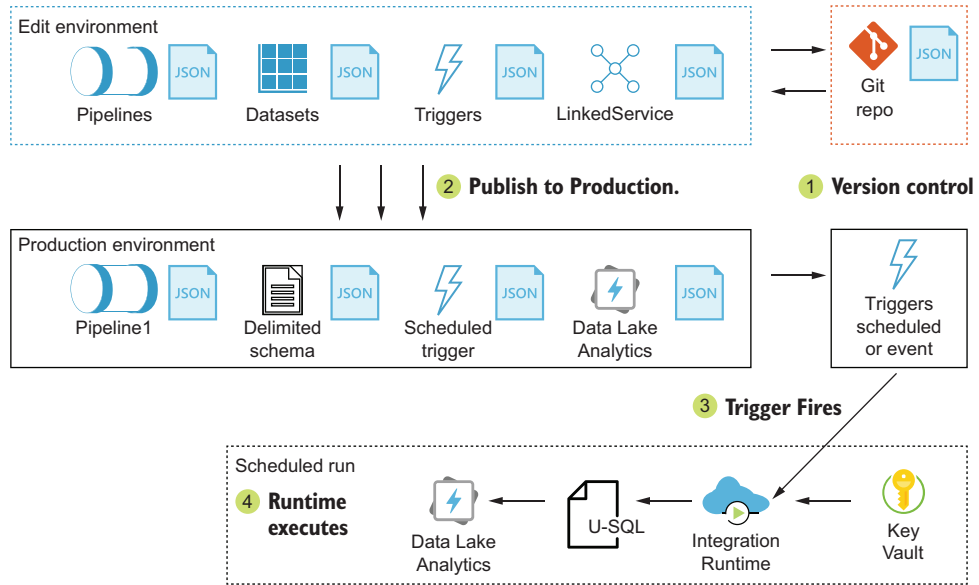 Edit environment
JSON
JSON
JSON
JSON
Pipelines
Datasets
Triggers
LinkedService
JSON
Git
repo
2 Publish to Production.
1 Version control
Production environment
JSON
JSON
JSON
JSON
Pipeline1
Delimited
schema
Scheduled
trigger
Data Lake
Analytics
Triggers
scheduled
or event
3 Trigger Fires
Scheduled run
4 Runtime
executes
Data Lake
Analytics
U-SQL
Integration
Runtime
Key
Vault